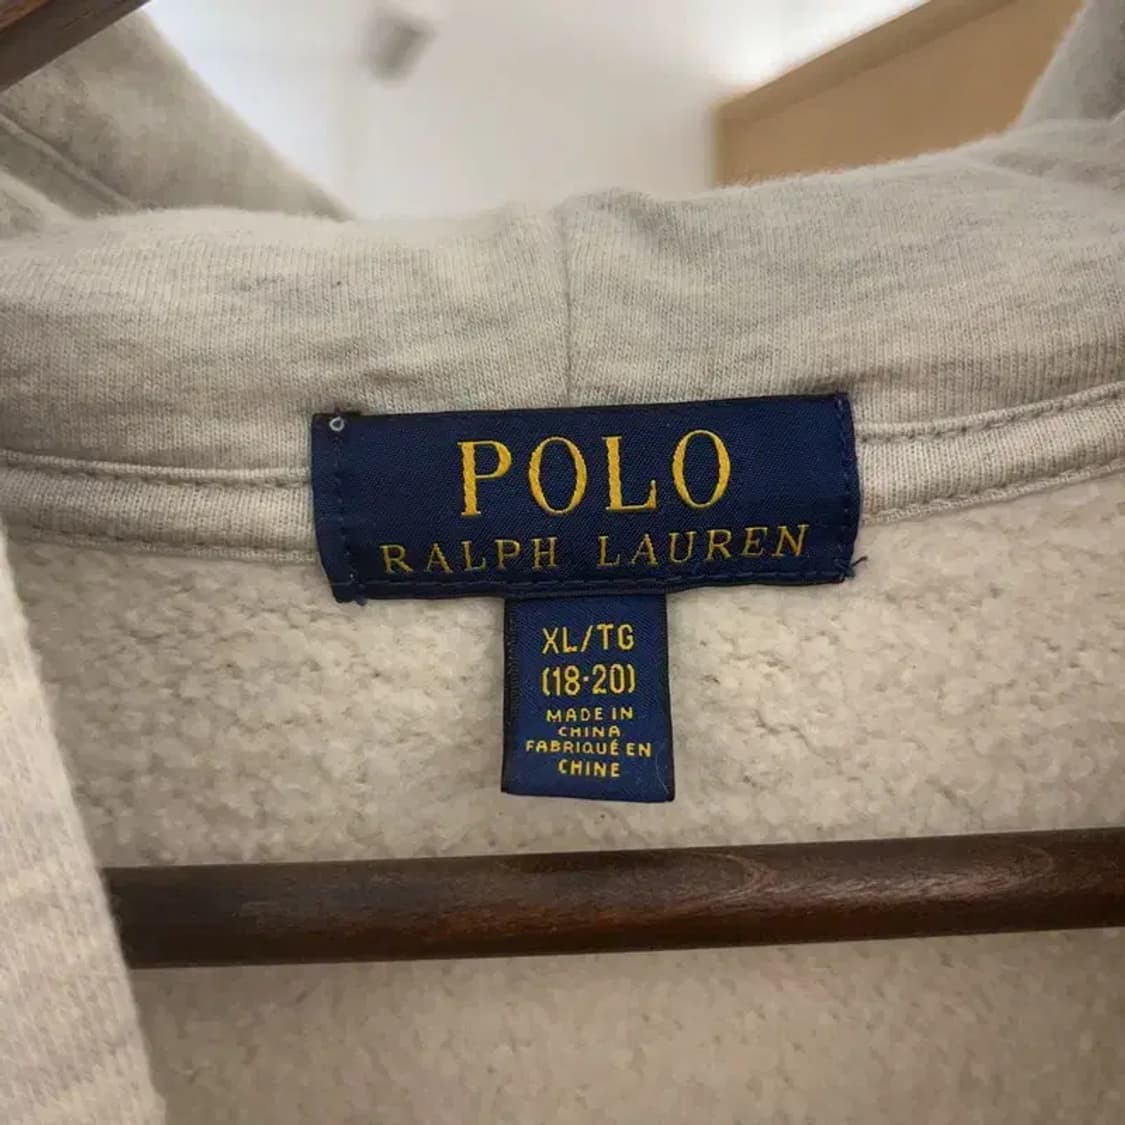 POLO
RALPH LAUREN
XL/TG
(18·20)
MADE IN
CHINA
FABRIQUÉ EN
CHINE